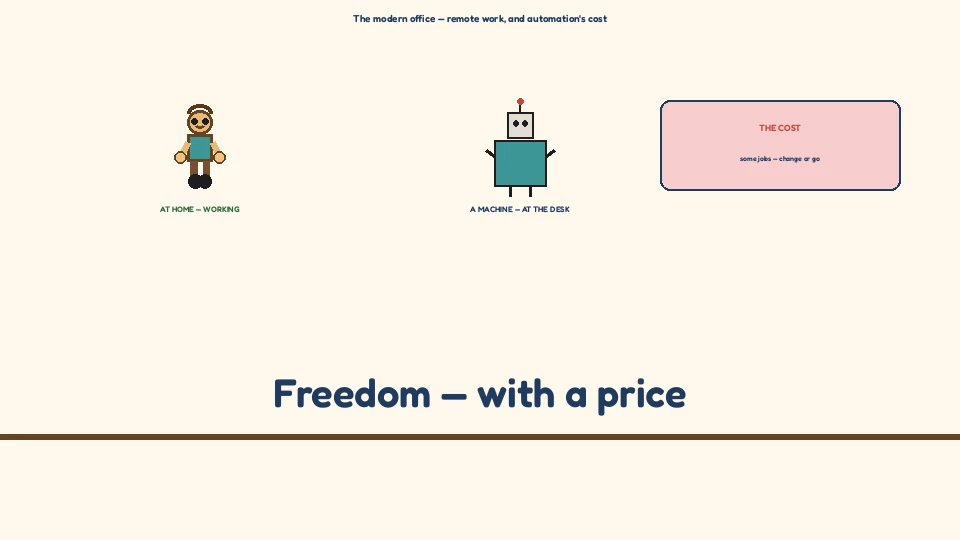 The modern office — remote work, and automation's cost
THE COST
some jobs — change or go
AT HOME — WORKING
A MACHINE — AT THE DESK
Freedom — with a price